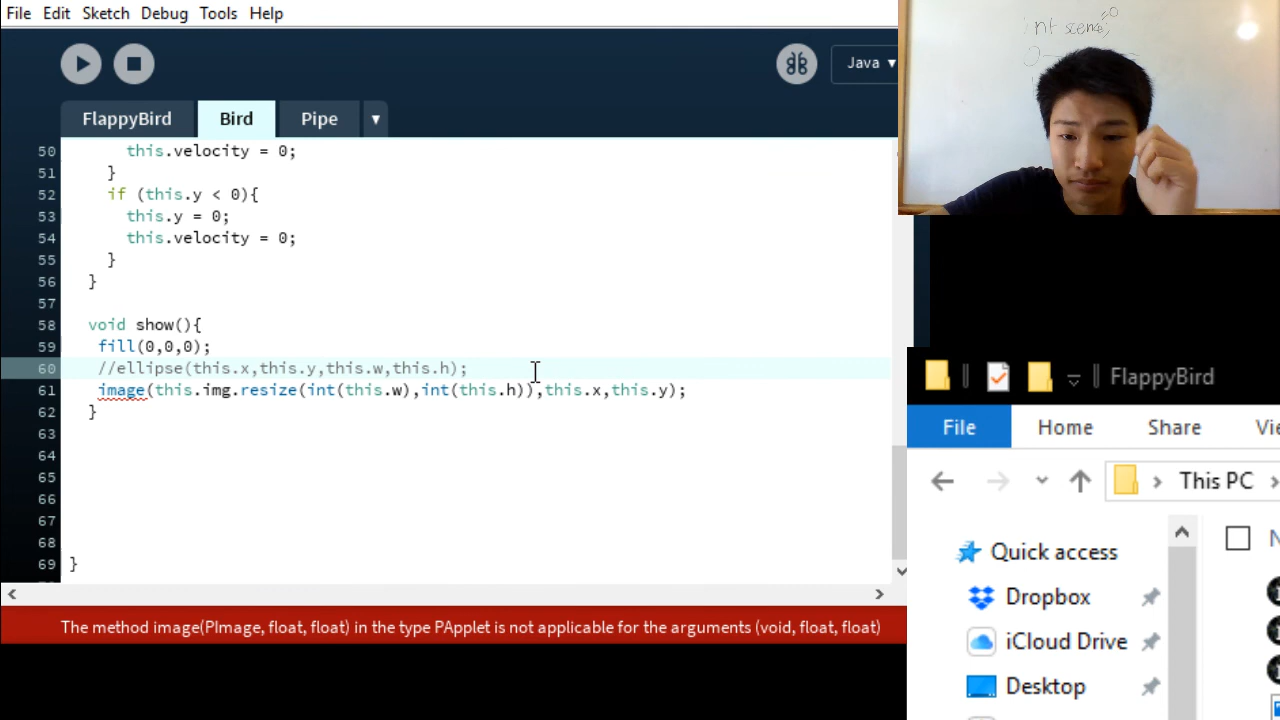 File Edit Sketch Debug Tools Help
Java ▾
FlappyBird Bird Pipe ▾
50 this.velocity = 0;
51 }
52 if (this.y < 0){
53 this.y = 0;
54 this.velocity = 0;
55 }
56 }
57
58 void show(){
59 fill(0,0,0);
60 //ellipse(this.x,this.y,this.w,this.h);
61 image(this.img.resize(int(this.w),int(this.h)),this.x,this.y);
62 }
63
64
65
66
67
68
69 }
The method image(PImage, float, float) in the type PApplet is not applicable for the arguments (void, float, float)
int scene=0;
FlappyBird
File Home Share Vie
This PC
Quick access
Dropbox
iCloud Drive
Desktop